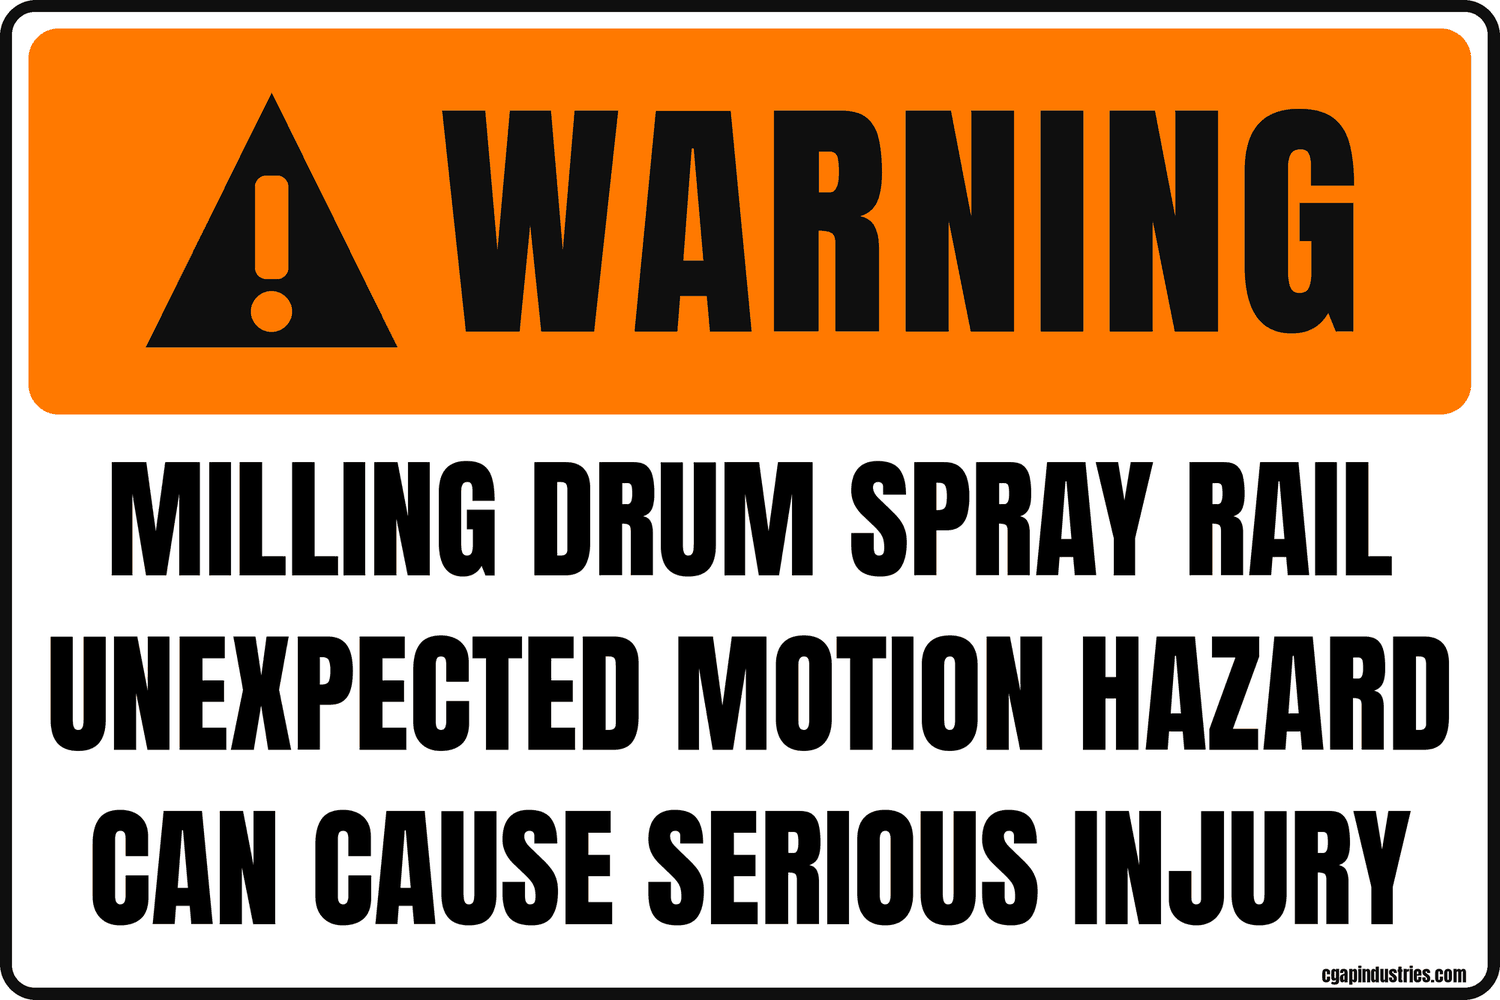 WARNING
MILLING DRUM SPRAY RAIL
UNEXPECTED MOTION HAZARD
CAN CAUSE SERIOUS INJURY
cgapindustries.com